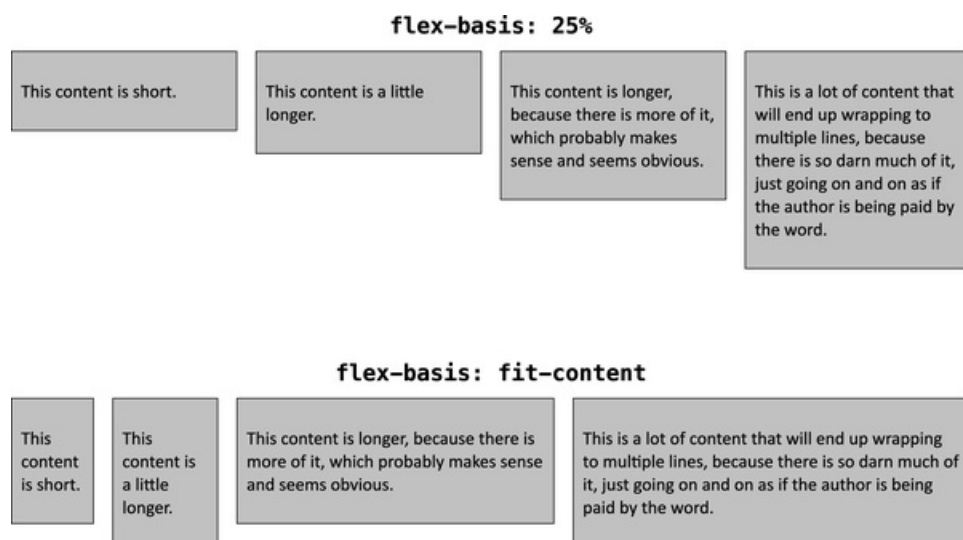 flex-basis: 25%
This content is short.
This content is a little
longer.
This content is longer,
because there is more of it,
which probably makes
sense and seems obvious.
This is a lot of content that
will end up wrapping to
multiple lines, because
there is so darn much of it,
just going on and on as if
the author is being paid by
the word.
flex-basis: fit-content
This
content
is short.
This
content is
a little
longer.
This content is longer, because there is
more of it, which probably makes sense
and seems obvious.
This is a lot of content that will end up wrapping
to multiple lines, because there is so darn much of
it, just going on and on as if the author is being
paid by the word.